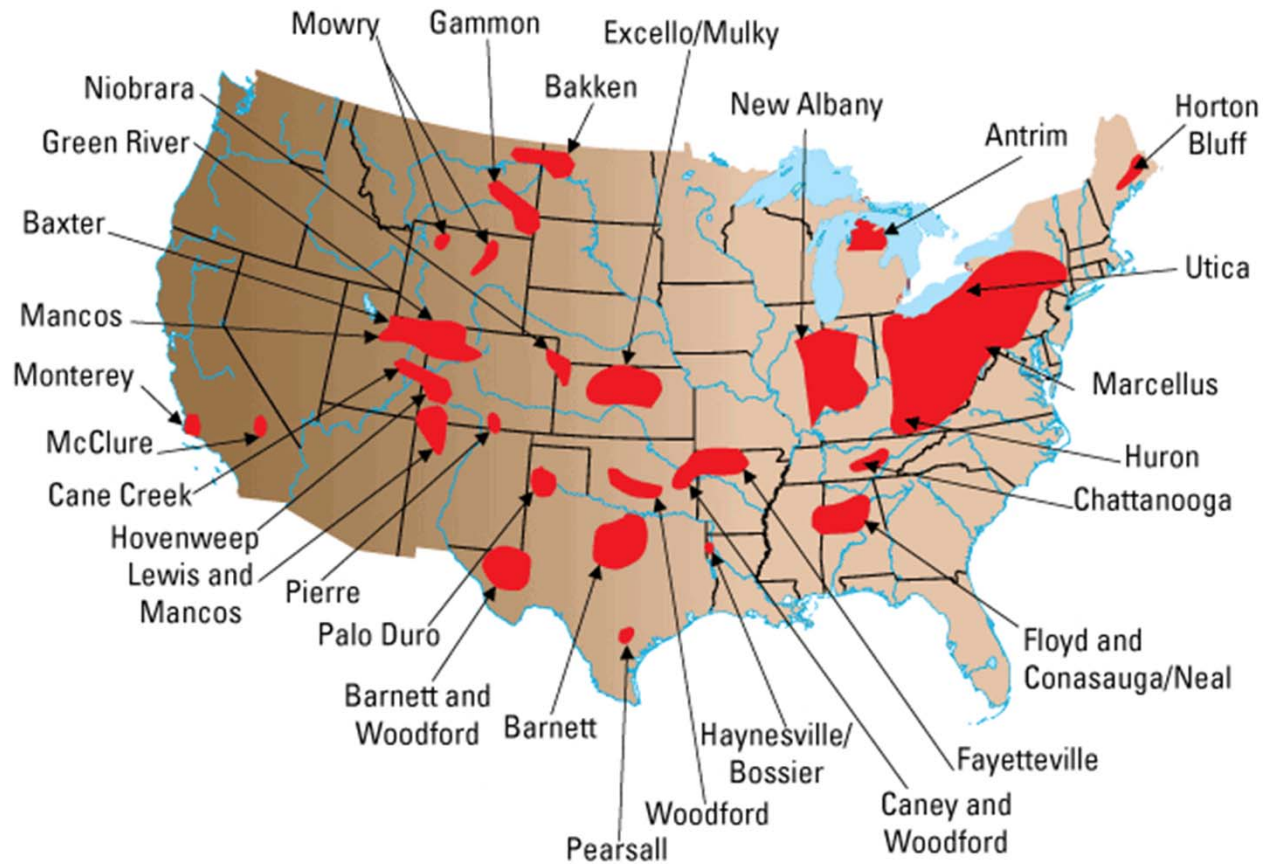 Mowry
Gammon
Excello/Mulky
Niobrara
Bakken
New Albany
Horton
Bluff
Green River
Antrim
Baxter
Utica
Mancos
Monterey
Marcellus
McClure
Huron
Cane Creek
Chattanooga
Hovenweep
Lewis and
Mancos
Pierre
Palo Duro
Floyd and
Conasauga/Neal
Barnett and
Woodford
Barnett
Haynesville/
Bossier
Fayetteville
Woodford
Caney and
Woodford
Pearsall